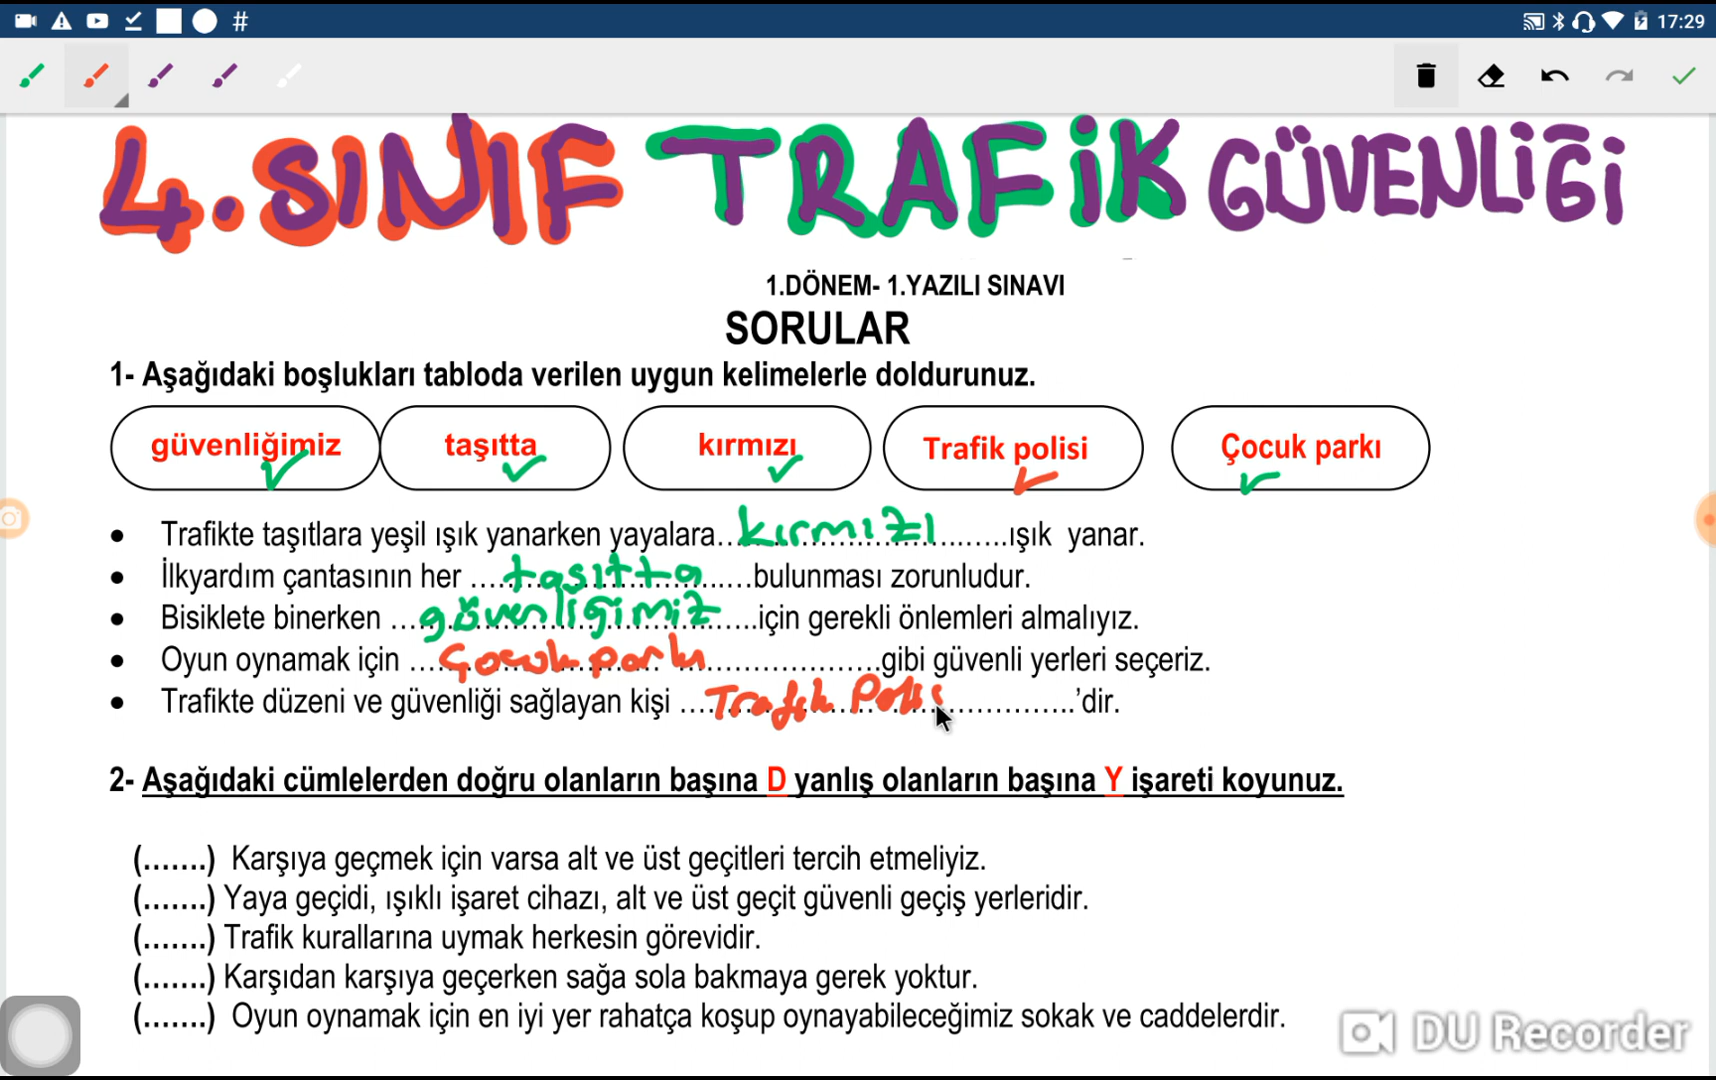 17:29
4. SINIF TRAFİK GÜVENLİĞİ
1.DÖNEM- 1.YAZILI SINAVI
SORULAR
1- Aşağıdaki boşlukları tabloda verilen uygun kelimelerle doldurunuz.
güvenliğimiz taşıtta kırmızı Trafik polisi Çocuk parkı
• Trafikte taşıtlara yeşil ışık yanarken yayalara...kırmızı.......ışık yanar.
• İlkyardım çantasının her ....taşıtta.....bulunması zorunludur.
• Bisiklete binerken ...güvenliğimiz.....için gerekli önlemleri almalıyız.
• Oyun oynamak için ...Çocuk parkı....................gibi güvenli yerleri seçeriz.
• Trafikte düzeni ve güvenliği sağlayan kişi ....Trafik Polis.............'dir.
2- Aşağıdaki cümlelerden doğru olanların başına D yanlış olanların başına Y işareti koyunuz.
(.......) Karşıya geçmek için varsa alt ve üst geçitleri tercih etmeliyiz.
(.......) Yaya geçidi, ışıklı işaret cihazı, alt ve üst geçit güvenli geçiş yerleridir.
(.......) Trafik kurallarına uymak herkesin görevidir.
(.......) Karşıdan karşıya geçerken sağa sola bakmaya gerek yoktur.
(.......) Oyun oynamak için en iyi yer rahatça koşup oynayabileceğimiz sokak ve caddelerdir.
DU Recorder